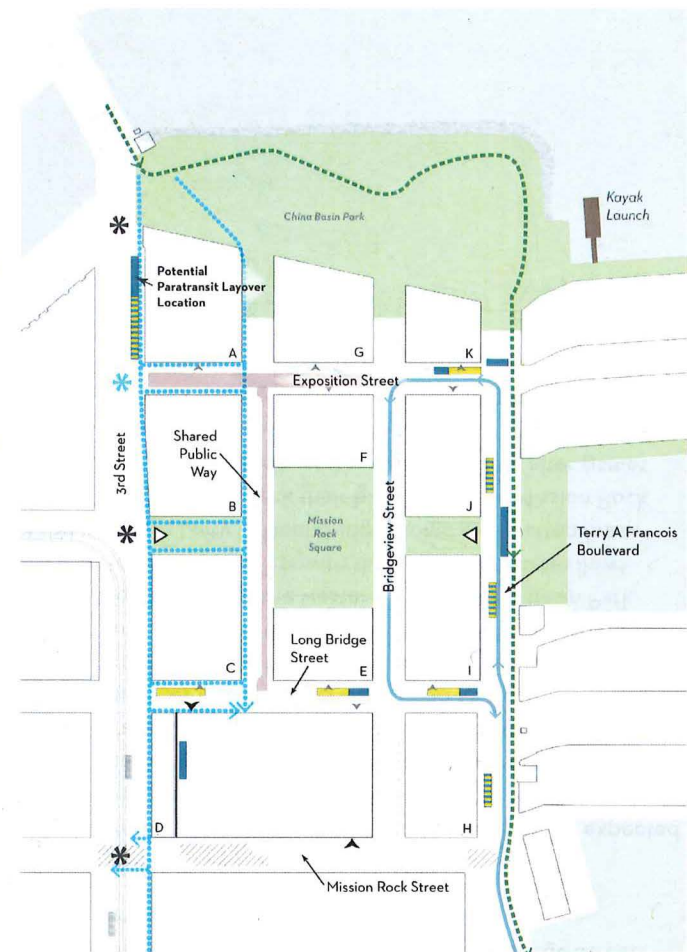 China Basin Park
Kayak
Launch
Potential
Paratransit Layover
Location
A
G
K
Exposition Street
3rd Street
Shared
Public
Way
F
B
J
Mission
Rock
Square
Bridgeview Street
Terry A Francois
Boulevard
Long Bridge
Street
C
E
I
D
H
Mission Rock Street